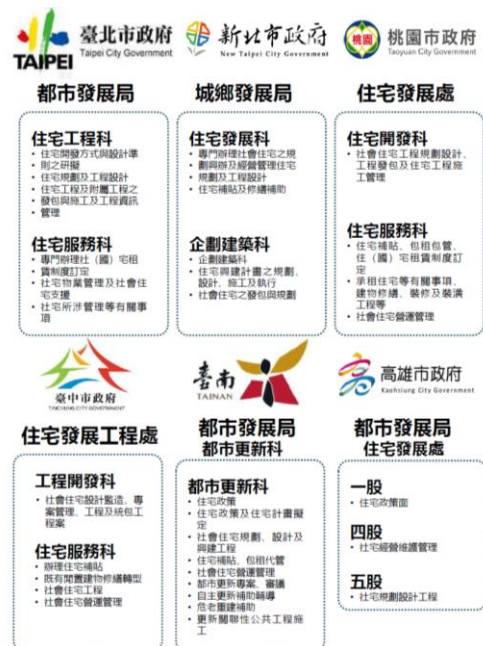 TAIPEI
臺北市政府
Taipei City Government
都市發展局
住宅工程科
• 住宅開發方式與設計準
• 則之研擬
• 住宅規劃及工程設計
• 住宅工程及附屬工程之
• 發包與施工及工程資訊
• 管理
住宅服務科
• 專門辦理社（國）宅租
• 賃制度訂定
• 社宅物業管理及社會住
宅支援
• 社宅所涉管理等有關事
項
新北市政府
New Taipei City Government
城鄉發展局
住宅發展科
• 專門辦理社會住宅之規
• 劃興辦及經營管理住宅
• 規劃及工程設計
• 住宅補貼及修繕補助
企劃建築科
• 企劃建築科
• 住宅興建計畫之規劃、
設計、施工及執行
• 社會住宅之發包與規劃
桃園
桃園市政府
Taoyuan City Government
住宅發展處
住宅開發科
• 社會住宅工程規劃設計、
工程發包及住宅工程施
工管理
住宅服務科
• 住宅補貼、包租包管、
住（國）宅租賃制度訂
定
• 承租住宅等有關事項、
建物修繕、裝修及裝潢
工程等
• 社會住宅營運管理
臺中市政府
TAICHUNG CITY GOVERNMENT
住宅發展工程處
工程開發科
• 社會住宅設計監造、專
案管理、工程及統包工
程案
住宅服務科
• 辦理住宅補貼
• 既有閒置建物修繕轉型
• 社會住宅工程
• 社會住宅營運管理
臺南
TAINAN
都市發展局
都市更新科
都市更新科
• 住宅政策
• 住宅政策及住宅計畫擬
定
• 社會住宅規劃、設計及
興建工程
• 住宅補貼、包租代管
• 社會住宅營運管理
• 都市更新專案、審議
• 自主更新補助輔導
• 危老重建補助
• 更新關聯性公共工程施
工
高雄市政府
Kaohsiung City Government
都市發展局
住宅發展處
一股
• 住宅政策面
四股
• 社宅經營維護管理
五股
• 社宅規劃設計工程